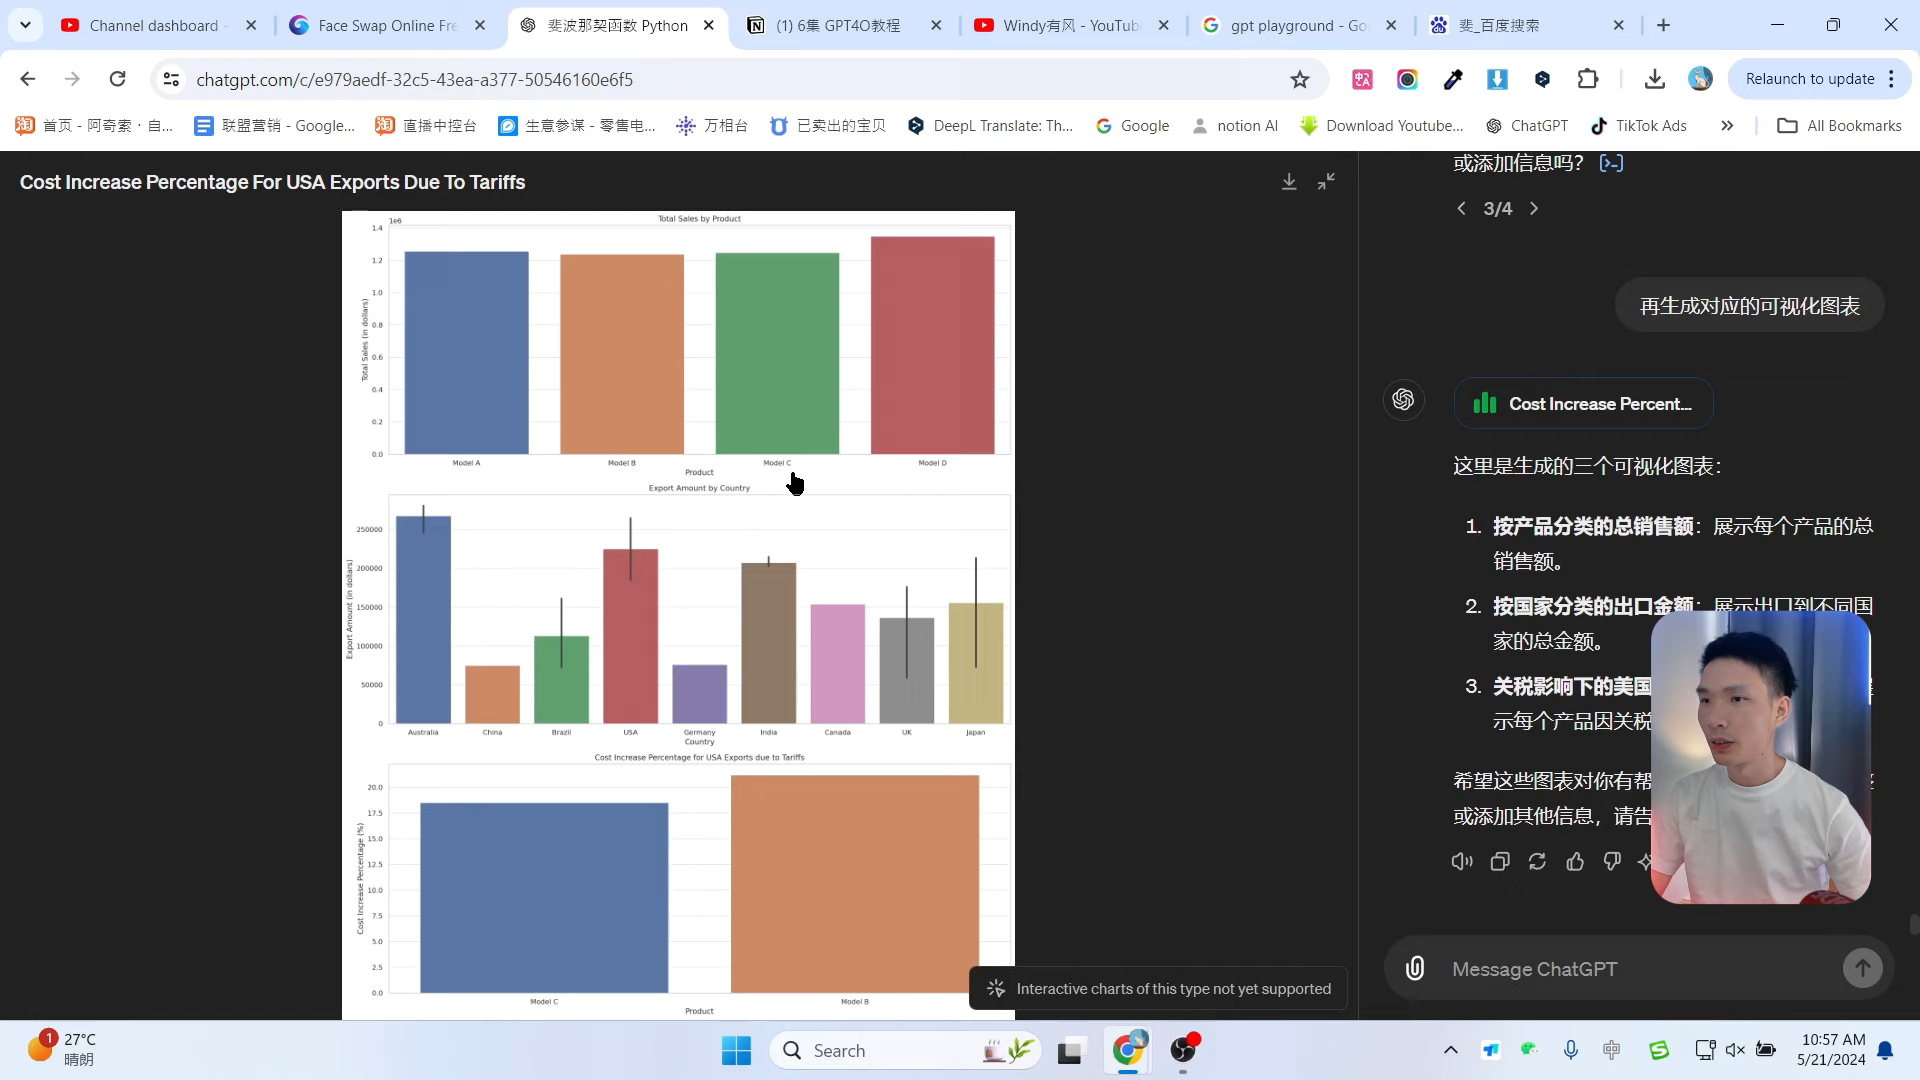 Channel dashboard -
Face Swap Online Fre
斐波那契函数 Python
(1) 6集 GPT4O教程
Windy有风 - YouTub
gpt playground - Go
斐_百度搜索
chatgpt.com/c/e979aedf-32c5-43ea-a377-50546160e6f5
Relaunch to update
首页 - 阿奇索 · 自...
联盟营销 - Google...
直播中控台
生意参谋 - 零售电...
万相台
已卖出的宝贝
DeepL Translate: Th...
Google
notion AI
Download Youtube...
ChatGPT
TikTok Ads
All Bookmarks
Cost Increase Percentage For USA Exports Due To Tariffs
Total Sales by Product
1e6
1.4
1.2
1.0
0.8
0.6
0.4
0.2
0.0
Total Sales (in dollars)
Model A
Model B
Model C
Model D
Product
Export Amount by Country
250000
200000
150000
100000
50000
0
Export Amount (in dollars)
Australia
China
Brazil
USA
Germany
India
Canada
UK
Japan
Country
Cost Increase Percentage for USA Exports due to Tariffs
20.0
17.5
15.0
12.5
10.0
7.5
5.0
2.5
0.0
Cost Increase Percentage (%)
Model C
Model B
Product
Interactive charts of this type not yet supported
或添加信息吗？
3/4
再生成对应的可视化图表
Cost Increase Percent...
这里是生成的三个可视化图表：
1. 按产品分类的总销售额：展示每个产品的总
销售额。
2. 按国家分类的出口金额：展示出口到不同国
家的总金额。
3. 关税影响下的美国
示每个产品因关税
希望这些图表对你有帮
或添加其他信息，请告
Message ChatGPT
1
27°C
晴朗
Search
中
10:57 AM
5/21/2024